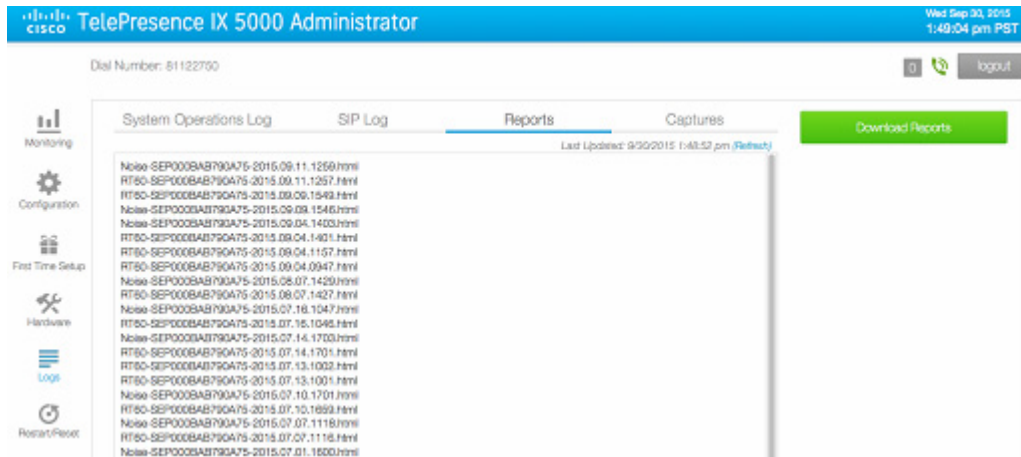 CISCO TelePresence IX 5000 Administrator
Wed Sep 30, 2015
1:49:04 pm PST
Dial Number: 81122750
0
logout
Monitoring
Configuration
First Time Setup
Hardware
Logs
Restart/Reset
System Operations Log
SIP Log
Reports
Captures
Download Reports
Last Updated: 9/30/2015 1:48:52 pm (Refresh)
Noise-SEP000BAB790A75-2015.09.11.1259.html
RT60-SEP000BAB790A75-2015.09.11.1257.html
RT60-SEP000BAB790A75-2015.09.09.1549.html
Noise-SEP000BAB790A75-2015.09.09.1546.html
Noise-SEP000BAB790A75-2015.09.04.1403.html
RT60-SEP000BAB790A75-2015.09.04.1401.html
RT60-SEP000BAB790A75-2015.09.04.1157.html
RT60-SEP000BAB790A75-2015.09.04.0947.html
Noise-SEP000BAB790A75-2015.08.07.1429.html
RT60-SEP000BAB790A75-2015.08.07.1427.html
Noise-SEP000BAB790A75-2015.07.16.1047.html
RT60-SEP000BAB790A75-2015.07.16.1046.html
Noise-SEP000BAB790A75-2015.07.14.1703.html
RT60-SEP000BAB790A75-2015.07.14.1701.html
RT60-SEP000BAB790A75-2015.07.13.1002.html
RT60-SEP000BAB790A75-2015.07.13.1001.html
Noise-SEP000BAB790A75-2015.07.10.1701.html
RT60-SEP000BAB790A75-2015.07.10.1659.html
Noise-SEP000BAB790A75-2015.07.07.1118.html
RT60-SEP000BAB790A75-2015.07.07.1116.html
Noise-SEP000BAB790A75-2015.07.01.1600.html